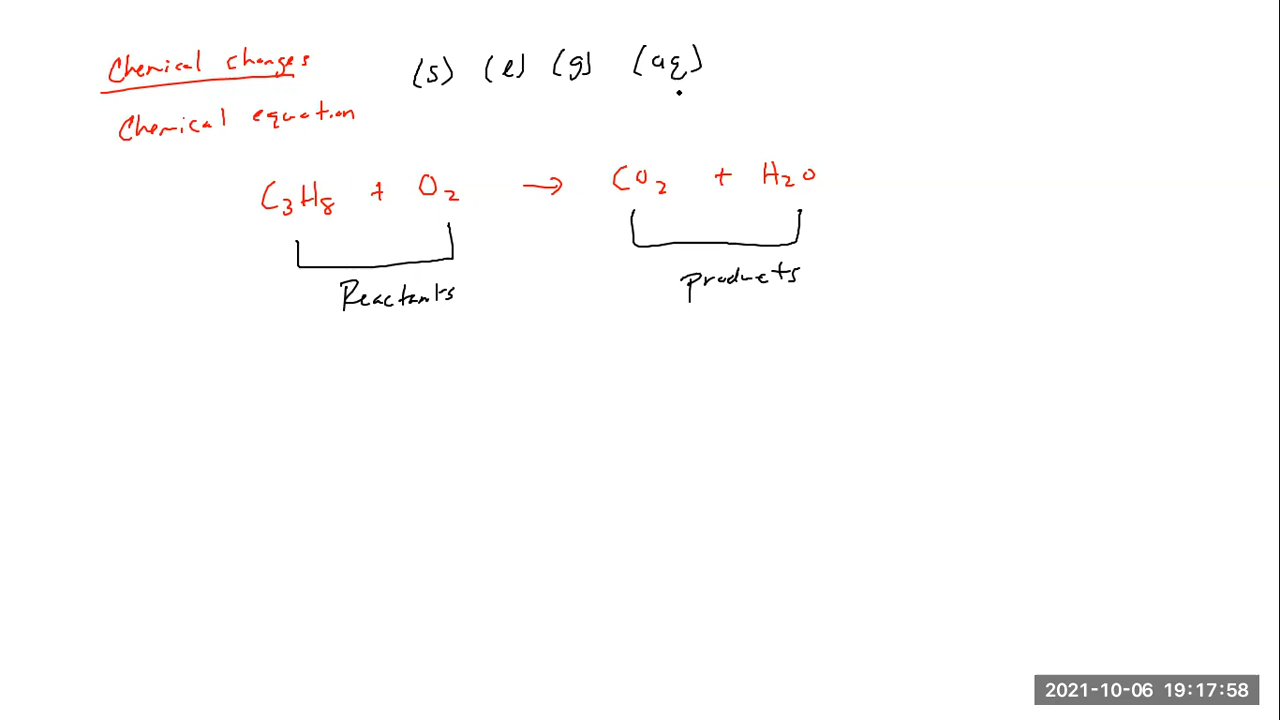 Chemical changes (s) (l) (g) (aq)
Chemical equation
C₃H₈ + O₂ → CO₂ + H₂O
Reactants products
2021-10-06 19:17:58